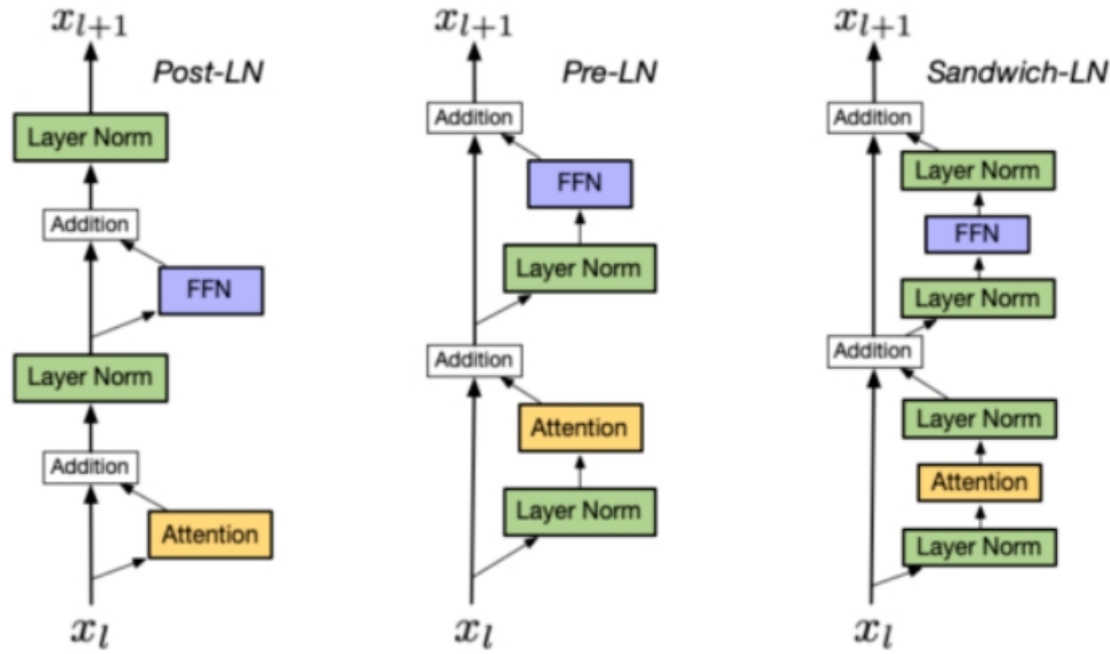 x_{l+1}
Post-LN
Layer Norm
Addition
FFN
Layer Norm
Addition
Attention
x_l
x_{l+1}
Pre-LN
Addition
FFN
Layer Norm
Addition
Attention
Layer Norm
x_l
x_{l+1}
Sandwich-LN
Addition
Layer Norm
FFN
Layer Norm
Addition
Layer Norm
Attention
Layer Norm
x_l